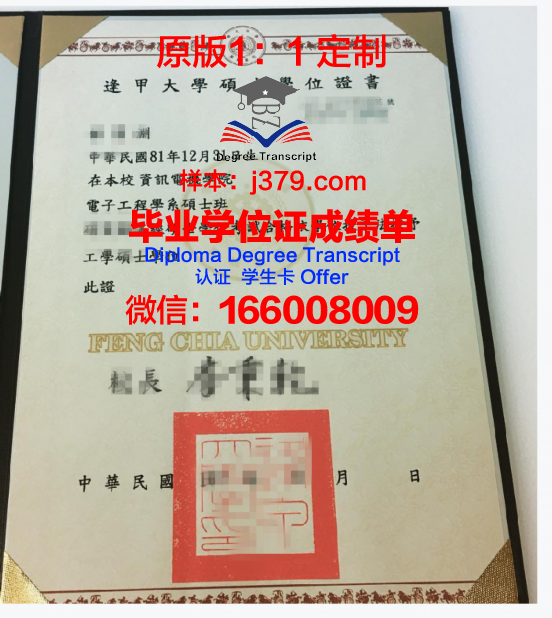 原版1：1定制
逢甲大學碩士學位證書
號
Degree Transcript
中華民國81年12月31日生
样本：j379.com
在本校資訊電機學院
電子工程學系碩士班
毕业学位证成绩单
Diploma Degree Transcript
工學碩士學位
认证 学生卡 Offer
此證
微信：166008009
FENG CHIA UNIVERSITY
校長
中華民國 月 日